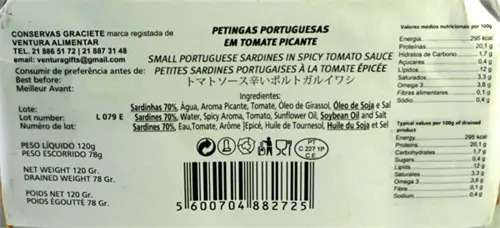 CONSERVAS GRACIETE marca registada de
VENTURA ALIMENTAR
TEL. 21 886 51 72 | 21 887 31 48
email: venturagifts@gmail.com
Consumir de preferência antes de:
Best before:
Meilleur Avant:
Lote:
Lot number: L 079 E
Numéro de lot:
PESO LÍQUIDO 120g
PESO ESCORRIDO 78g
NET WEIGHT 120 Gr.
DRAINED WEIGHT 78 Gr.
POIDS NET 120 Gr.
POIDS ÉGOUTTÉ 78 Gr.
PETINGAS PORTUGUESAS
EM TOMATE PICANTE
SMALL PORTUGUESE SARDINES IN SPICY TOMATO SAUCE
PETITES SARDINES PORTUGAISES À LA TOMATE ÉPICÉE
トマトソース辛いポルトガルイワシ
Ingredientes:
Sardinhas 70%, Água, Aroma Picante, Tomate, Óleo de Girassol, Óleo de Soja e Sal
Sardines 70%, Water, Spicy Aroma, Tomato, Sunflower Oil, Soybean Oil and Salt
Sardines 70%, Eau,Tomate, Arôme Épicé, Huile de Tournesol, Huile du Soja et Sel
C 227 1P
C.E
5 600704 882725
Valores médios nutricionais por 100g
Energia 295 kcal
Proteínas 20,1 g
Hidratos de Carbono 1,7 g
Açucares 0,4 g
Lípidos 12 g
Saturados 3,3 g
Omega 3 3,6 g
Fibras alimentares 0,1 g
Sódio 0,4 g
Typical values per 100g of drained
product
Energy 295 kcal
Proteins 20,1 g
Carbohydrates 1,7 g
Sugars 0,4 g
Lipids 12 g
Saturates 3,3 g
Omega 3 3,6 g
Fibre 0,1 g
Sodium 0,4 g